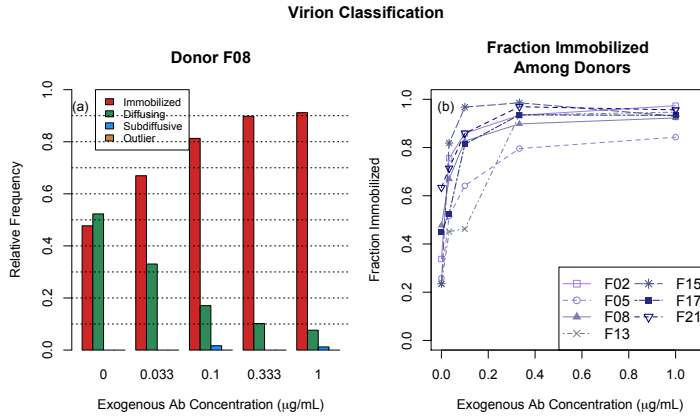 Virion Classification
Donor F08
(a)
Immobilized
Diffusing
Subdiffusive
Outlier
Relative Frequency
1.0
0.8
0.6
0.4
0.2
0.0
0 0.033 0.1 0.333 1
Exogenous Ab Concentration (μg/mL)
Fraction Immobilized
Among Donors
(b)
Fraction Immobilized
1.0
0.8
0.6
0.4
0.2
0.0
F02
F05
F08
F13
F15
F17
F21
0.0 0.2 0.4 0.6 0.8 1.0
Exogenous Ab Concentration (μg/mL)